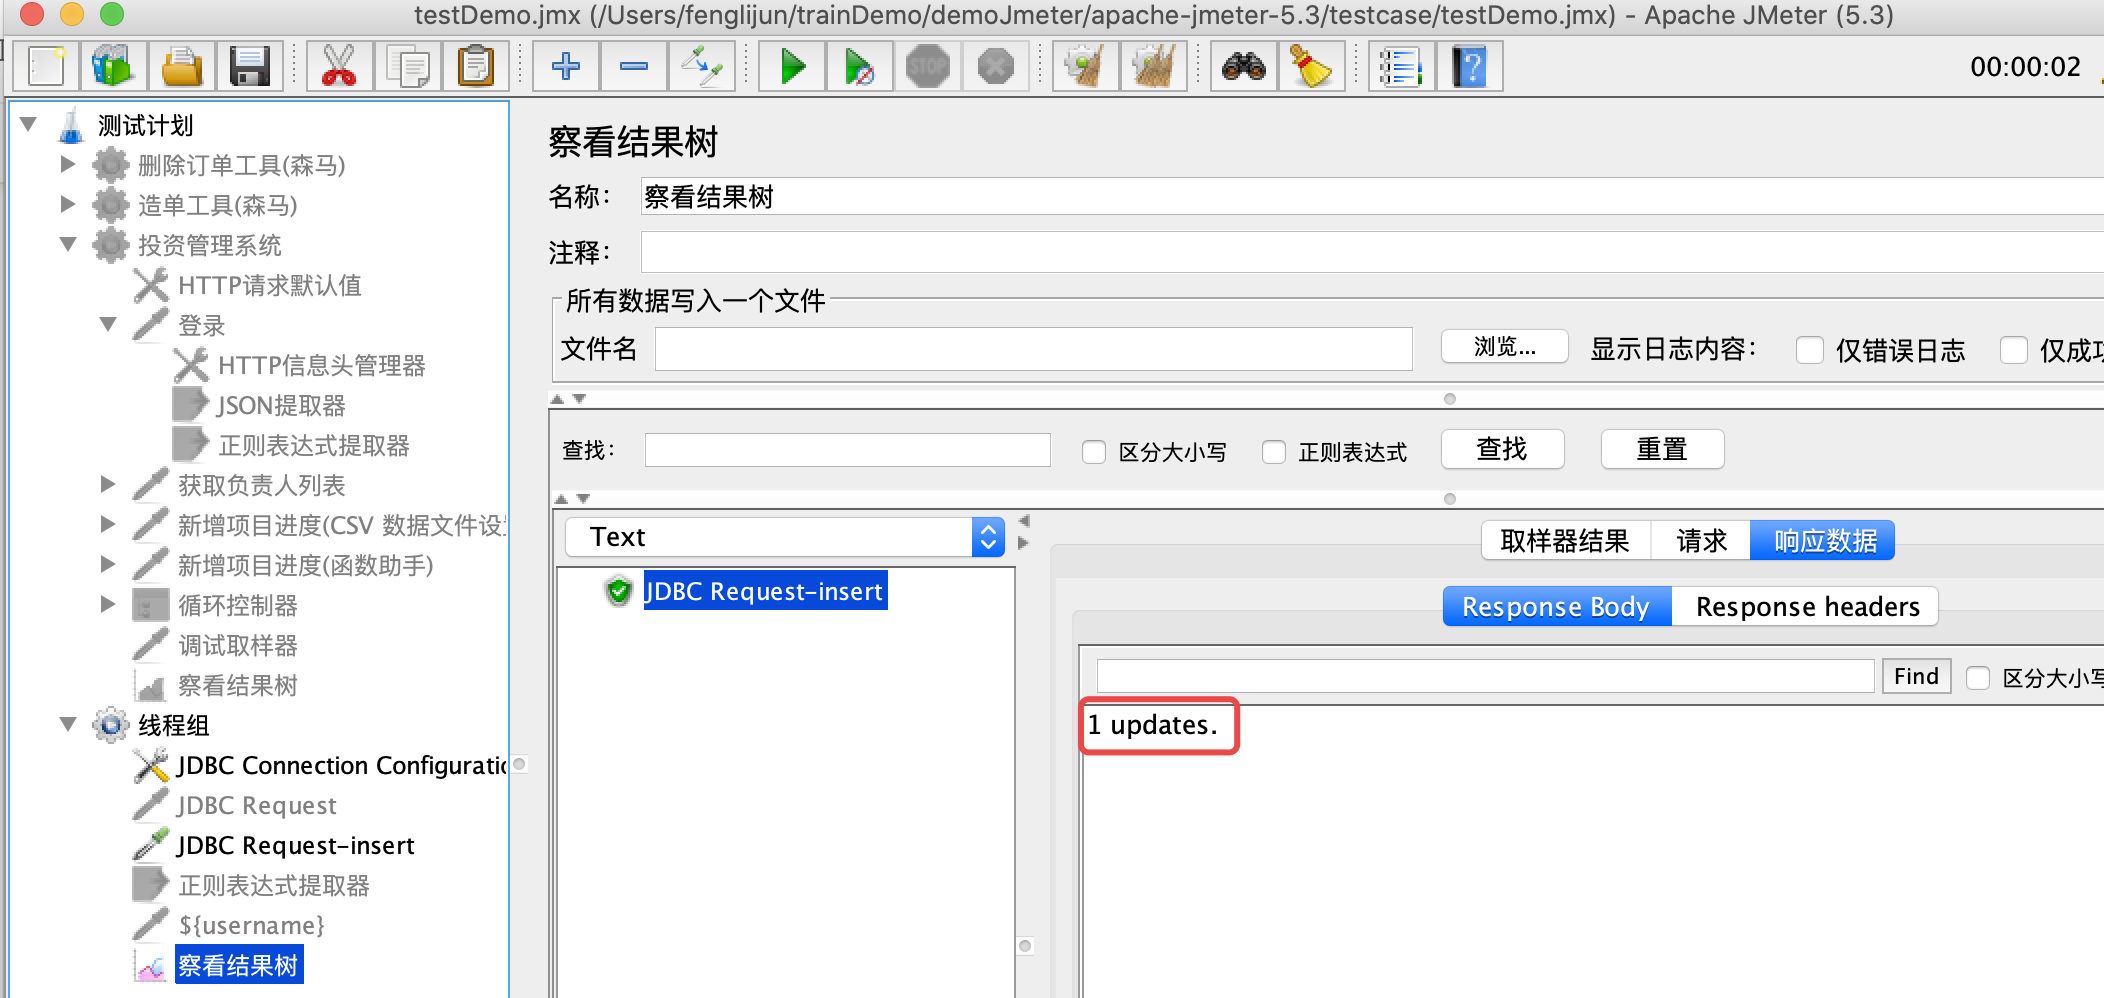 testDemo.jmx (/Users/fenglijun/trainDemo/demoJmeter/apache-jmeter-5.3/testcase/testDemo.jmx) - Apache JMeter (5.3)
STOP
00:00:02
测试计划
删除订单工具(森马)
造单工具(森马)
投资管理系统
HTTP请求默认值
登录
HTTP信息头管理器
JSON提取器
正则表达式提取器
获取负责人列表
新增项目进度(CSV 数据文件设
新增项目进度(函数助手)
循环控制器
调试取样器
察看结果树
线程组
JDBC Connection Configuratio
JDBC Request
JDBC Request-insert
正则表达式提取器
${username}
察看结果树
察看结果树
名称： 察看结果树
注释：
所有数据写入一个文件
文件名 浏览... 显示日志内容： 仅错误日志 仅成功
查找： 区分大小写 正则表达式 查找 重置
Text
JDBC Request-insert
取样器结果 请求 响应数据
Response Body Response headers
Find 区分大小写
1 updates.